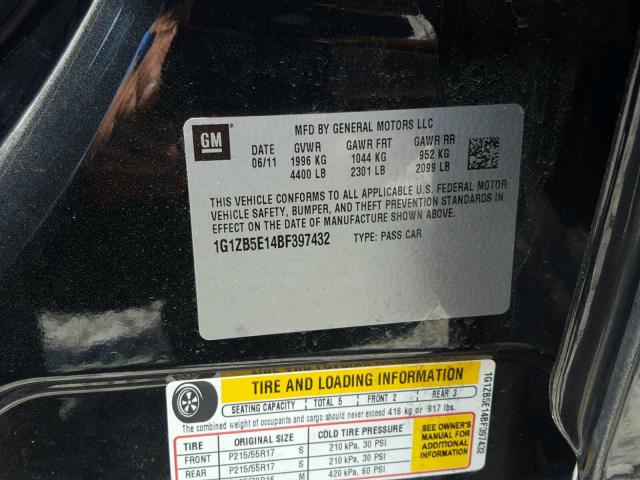 GM
MFD BY GENERAL MOTORS LLC
DATE GVWR GAWR FRT GAWR RR
06/11 1996 KG 1044 KG 952 KG
4400 LB 2301 LB 2099 LB
THIS VEHICLE CONFORMS TO ALL APPLICABLE U.S. FEDERAL MOTOR
VEHICLE SAFETY, BUMPER, AND THEFT PREVENTION STANDARDS IN
EFFECT ON THE DATE OF MANUFACTURE SHOWN ABOVE.
1G1ZB5E14BF397432 TYPE: PASS CAR
TIRE AND LOADING INFORMATION
SEATING CAPACITY TOTAL 5 FRONT 2 REAR 3
The combined weight of occupants and cargo should never exceed 416 kg or 917 lbs.
TIRE ORIGINAL SIZE COLD TIRE PRESSURE
FRONT P215/55R17 S 210 kPa, 30 PSI
REAR P215/55R17 S 210 kPa, 30 PSI
M 420 kPa, 60 PSI
SEE OWNER'S
MANUAL FOR
ADDITIONAL
INFORMATION
1G1ZB5E14BF397432